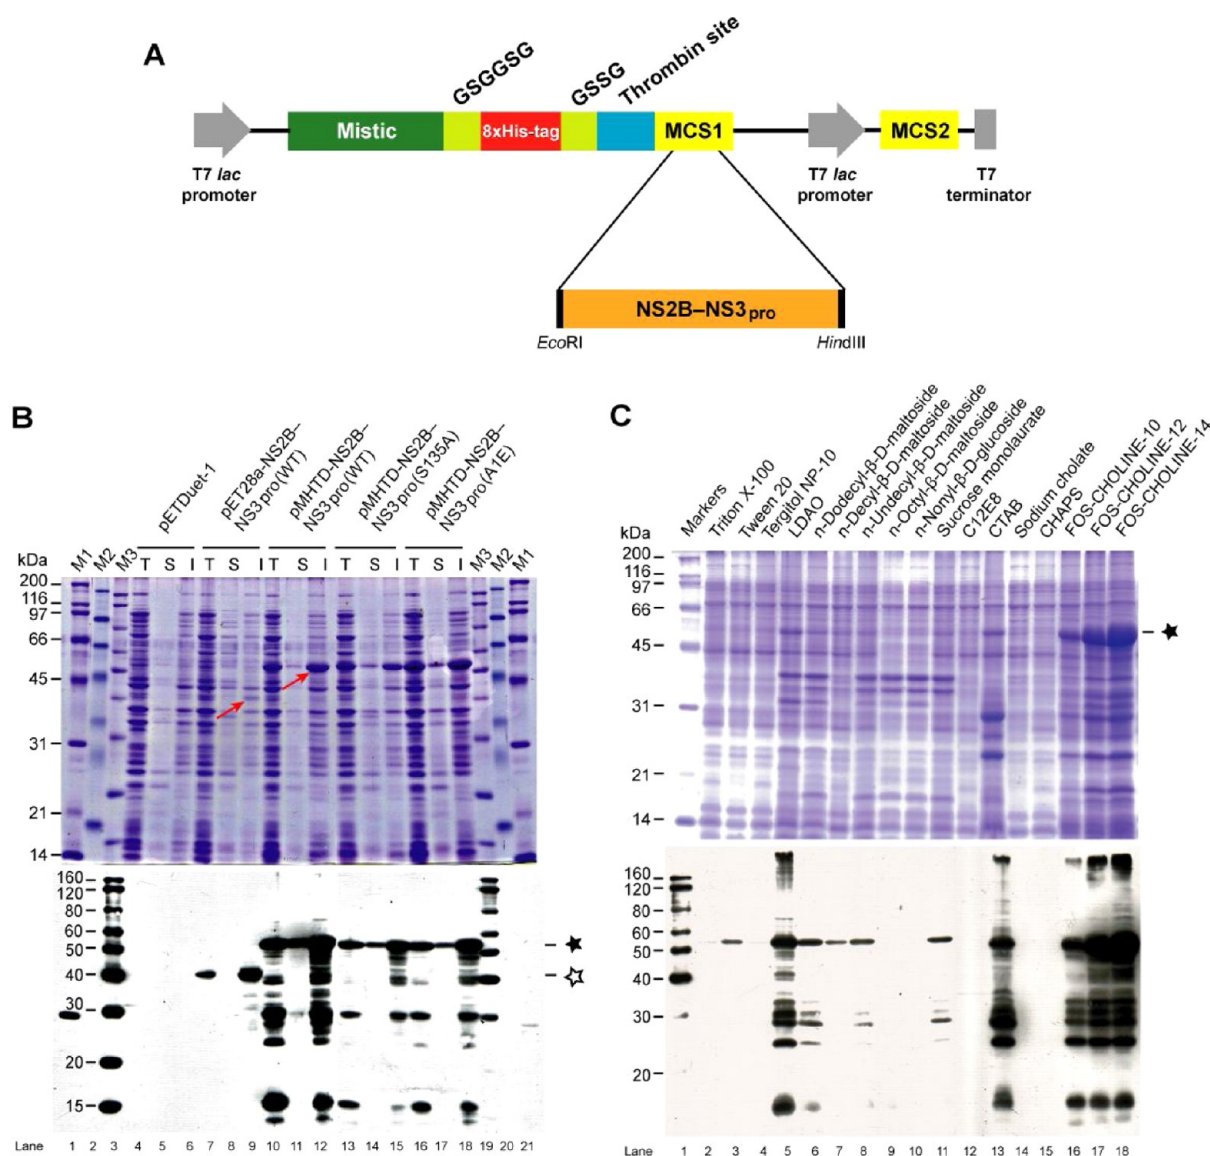 A
GSGGSG
GSSG
Thrombin site
Mistic
8xHis-tag
MCS1
MCS2
T7 lac
promoter
T7 lac
promoter
T7
terminator
NS2B–NS3pro
EcoRI
HindIII
B
pETDuet-1
pET28a-NS2B–
NS3pro(WT)
pMHTD-NS2B–
NS3pro(WT)
pMHTD-NS2B–
NS3pro(S135A)
pMHTD-NS2B–
NS3pro(A1E)
kDa
M1
M2
M3
T S I T S I T S I T S I T S I
M3
M2
M1
200
116
97
66
45
31
21
14
160
120
80
60
50
40
30
20
15
Lane 1 2 3 4 5 6 7 8 9 10 11 12 13 14 15 16 17 18 19 20 21
C
Markers
Triton X-100
Tween 20
Tergitol NP-10
LDAO
n-Dodecyl-β-D-maltoside
n-Decyl-β-D-maltoside
n-Undecyl-β-D-maltoside
n-Octyl-β-D-maltoside
n-Nonyl-β-D-glucoside
Sucrose monolaurate
C12E8
CTAB
Sodium cholate
CHAPS
FOS-CHOLINE-10
FOS-CHOLINE-12
FOS-CHOLINE-14
kDa
200
116
97
66
45
31
21
14
160
120
80
60
50
40
30
20
Lane 1 2 3 4 5 6 7 8 9 10 11 12 13 14 15 16 17 18